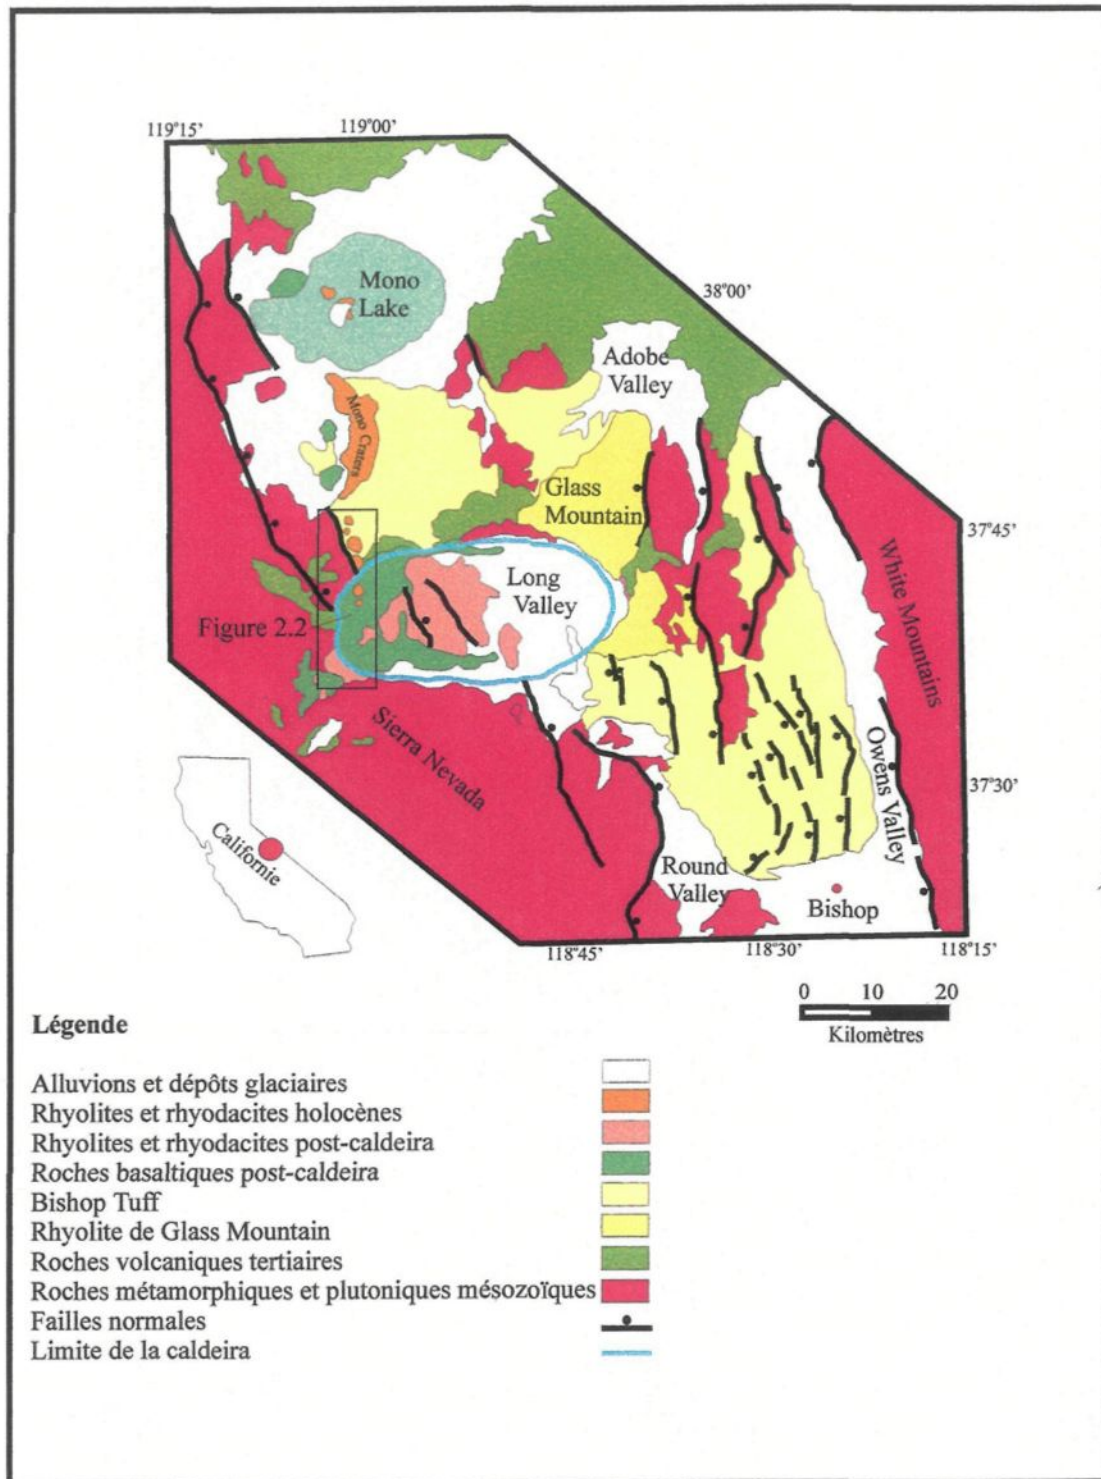 119°15'
119°00'
Mono
Lake
38°00'
Adobe
Valley
Mono Craters
Glass
Mountain
37°45'
Long
Valley
White Mountains
Figure 2.2
Sierra Nevada
Owens Valley
37°30'
Californie
Round
Valley
Bishop
118°45'
118°30'
118°15'
0 10 20
Kilomètres
Légende
Alluvions et dépôts glaciaires
Rhyolites et rhyodacites holocènes
Rhyolites et rhyodacites post-caldeira
Roches basaltiques post-caldeira
Bishop Tuff
Rhyolite de Glass Mountain
Roches volcaniques tertiaires
Roches métamorphiques et plutoniques mésozoïques
Failles normales
Limite de la caldeira